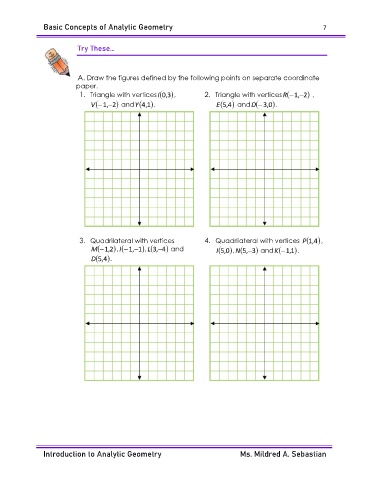 Basic Concepts of Analytic Geometry 7
Try These…
A. Draw the figures defined by the following points on separate coordinate
paper.
1. Triangle with vertices I(0,3),
V(−1,−2) and Y(4,1).
2. Triangle with vertices R(−1,−2) ,
E(5,4) and D(−3,0).
3. Quadrilateral with vertices
M(−1,2), I(−1,−1), L(3,−4) and
D(5,4).
4. Quadrilateral with vertices P(1,4),
I(5,0), N(5,−3) and K(−1,1).
Introduction to Analytic Geometry Ms. Mildred A. Sebastian